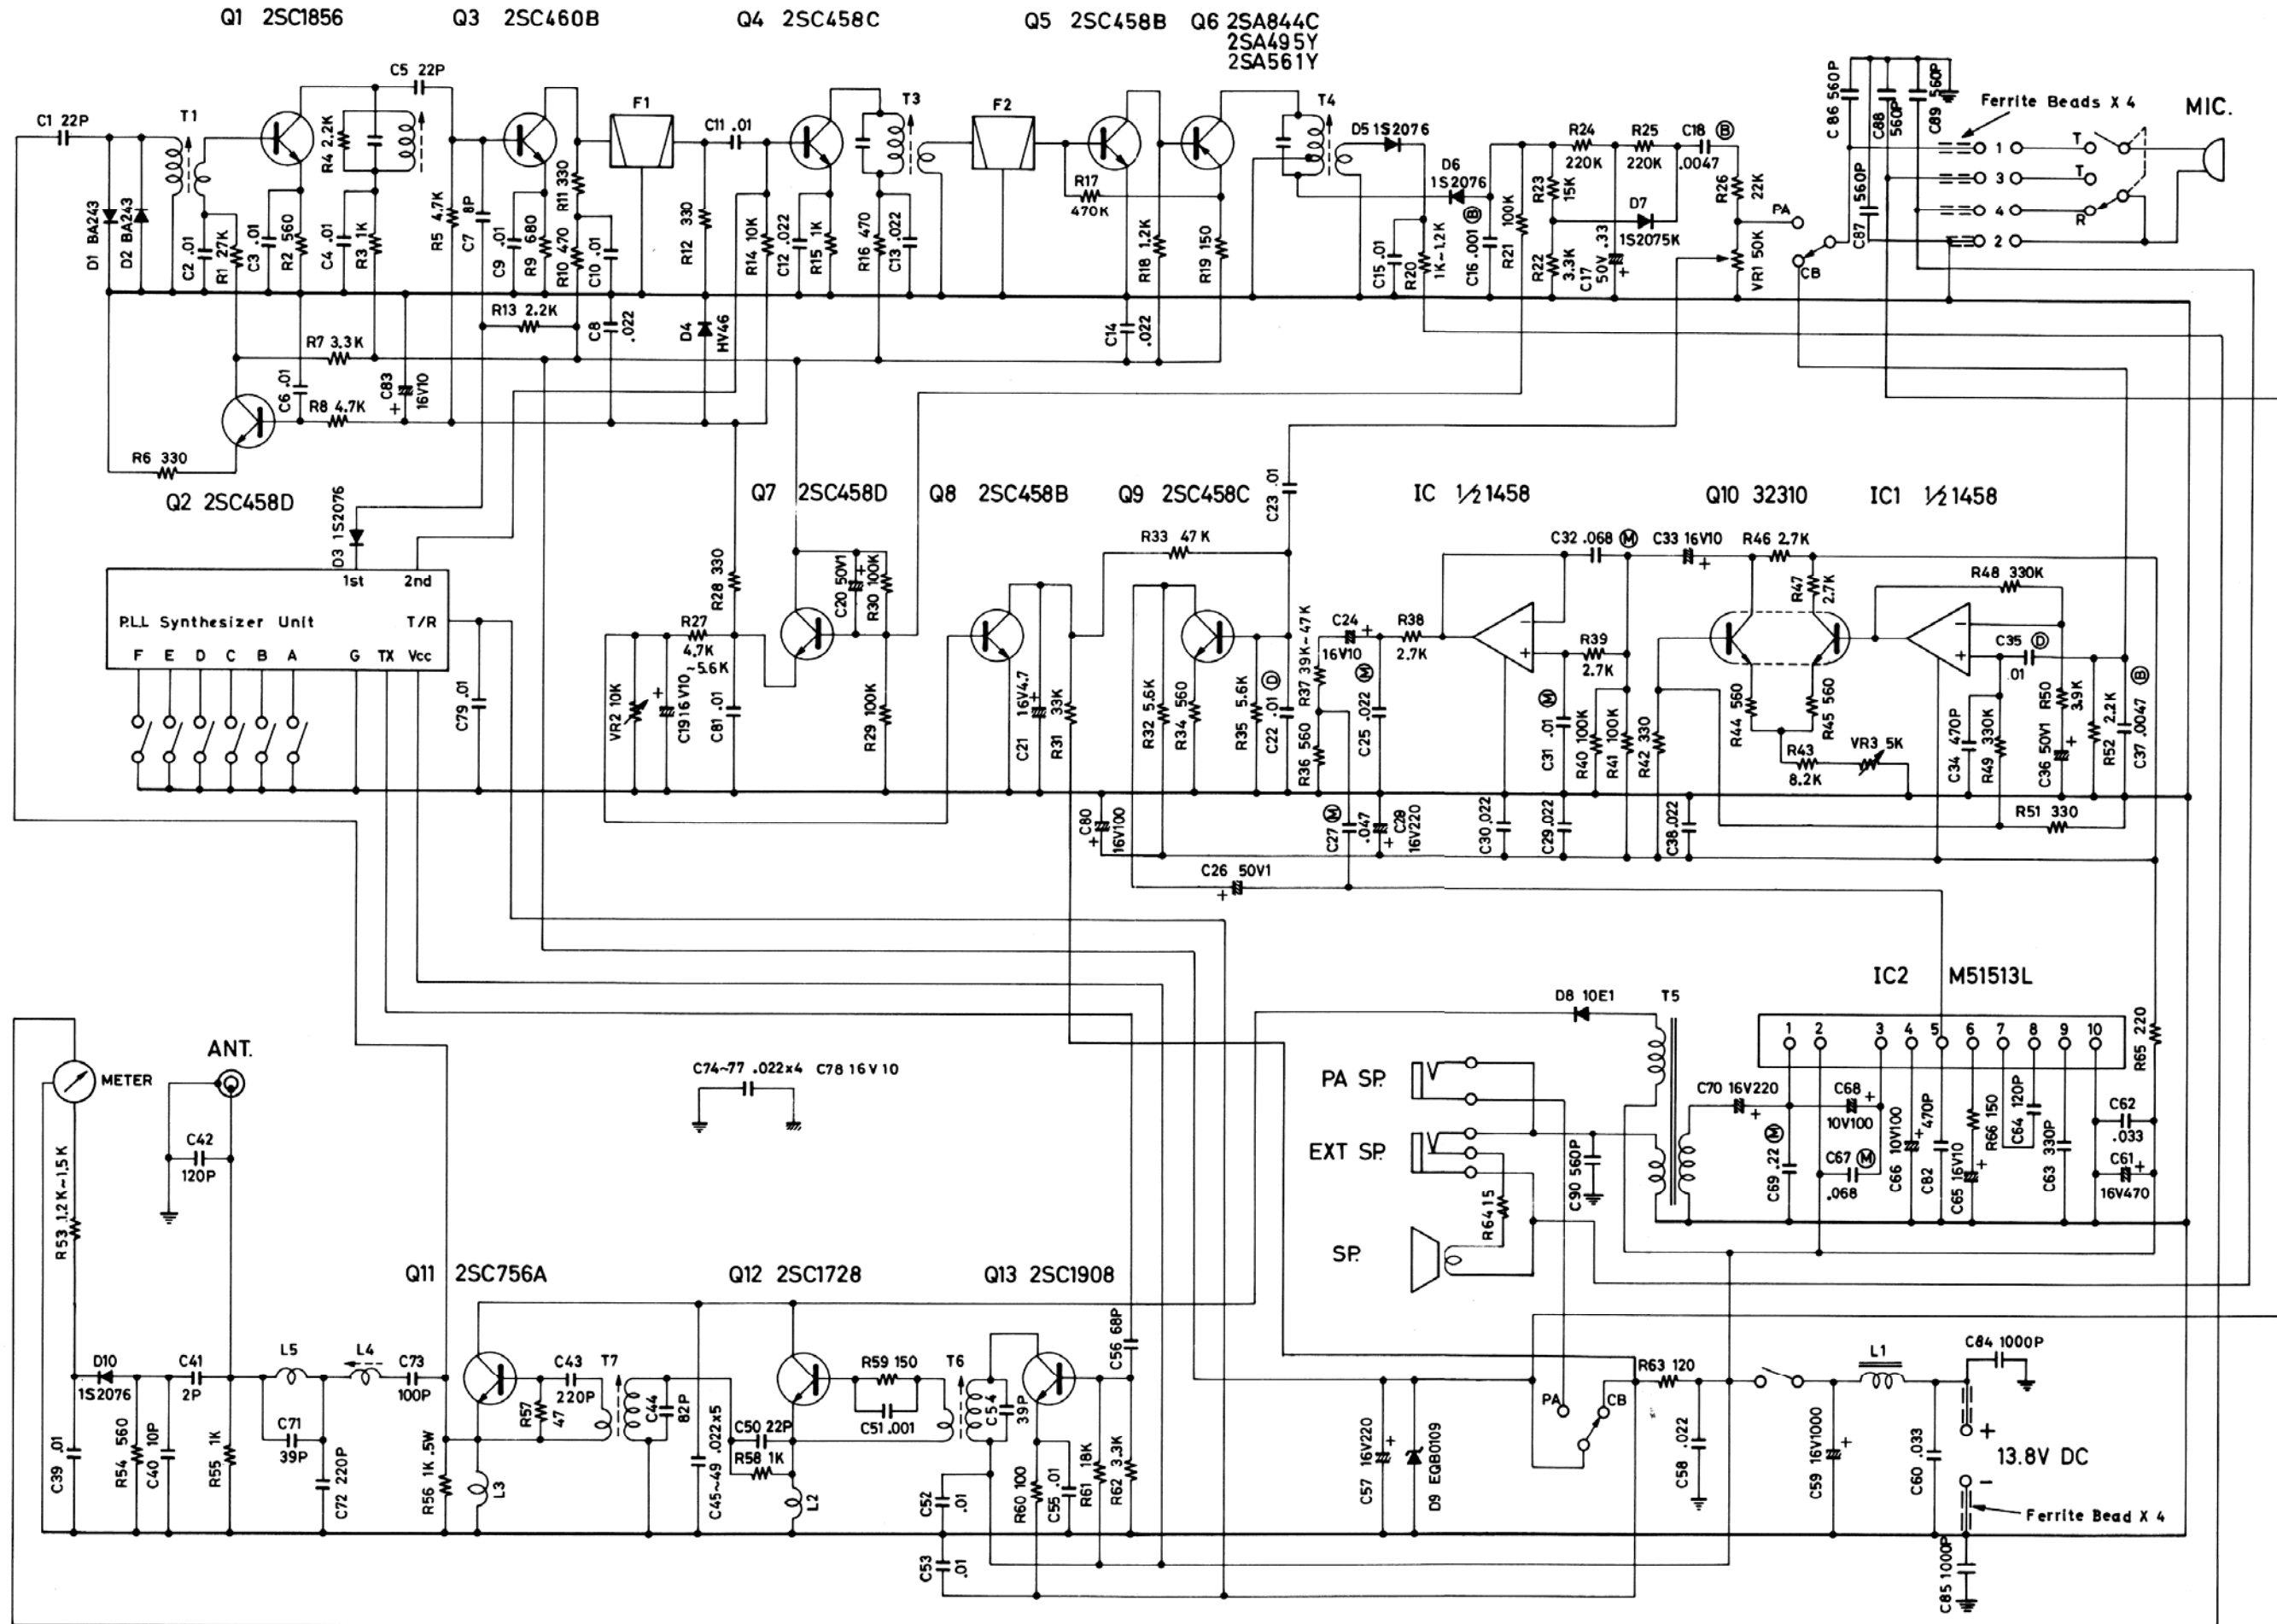 Q1 2SC1856
Q3 2SC460B
Q4 2SC458C
Q5 2SC458B
Q6 2SA844C
2SA495Y
2SA561Y
C1 22P
T1
C5 22P
R4 2.2K
F1
C11 .01
T3
F2
T4
D5 1S2076
R24
220K
R25
220K
C18 Ⓑ
.0047
C86 560P
C88
560P
C89 560P
Ferrite Beads X 4
MIC.
D1 BA243
D2 BA243
C2 .01
R1 27K
C3 .01
R2 560
C4 .01
R3 1K
R5 4.7K
C7 8P
C9 .01
R9 680
R11 330
R10 470
C10 .01
R12 330
R14 10K
C12 .022
R15 1K
R16 470
C13 .022
R17
470K
R18 1.2K
R19 150
D6
1S2076
C15 .01
R20
1K~1.2K
C16 .001 Ⓑ
R21 100K
R23
15K
R22
3.3K
D7
1S2075K
C17
50V .33
+
R26
22K
VR1 50K
PA
CB
C87
560P
1
3
4
2
T
T
R
R13 2.2K
C8
.022
D4
HV46
C14
.022
R7 3.3K
C6 .01
C83
16V10
+
R8 4.7K
R6 330
Q2 2SC458D
D3 1S2076
Q7 2SC458D
Q8 2SC458B
Q9 2SC458C
C23 .01
IC 1/2 1458
Q10 32310
IC1 1/2 1458
1st
2nd
P.L.L Synthesizer Unit
T/R
F E D C B A G TX Vcc
C79 .01
R28 330
R27
4.7K
~5.6K
VR2 10K
C19 16V10
+
C81 .01
C20 50V1
+
R30 100K
R29 100K
C21 16V4.7
+
R31 33K
R33 47K
R32 5.6K
R34 560
R35 5.6K
C22 .01 Ⓓ
R37 39K~47K
R36 560
C24
16V10
+
R38
2.7K
C25 .022 Ⓜ
C32 .068 Ⓜ
R39
2.7K
C31 .01 Ⓜ
R40 100K
R41 100K
R42 330
C33 16V10
+
R46 2.7K
R47
2.7K
R44 560
R45 560
R43
8.2K
VR3 5K
R48 330K
C35 Ⓓ
.01
C34 470P
R49 330K
R50
3.9K
C36 50V1
+
R52 2.2K
C37 .0047 Ⓑ
R51 330
C80
16V100
+
C27 Ⓜ
.047
C28
16V220
+
C30 .022
C29 .022
C38 .022
C26 50V1
+
IC2 M51513L
D8 10E1
T5
1 2 3 4 5 6 7 8 9 10
R65 220
METER
ANT.
C74~77 .022x4 C78 16V10
PA SP.
EXT SP.
SP.
R64 15
C90 560P
C70 16V220
+
C68
10V100
+
C69 .22 Ⓜ
C67 Ⓜ
.068
C66 10V100
+
C82 470P
C65 16V10
+
R66 150
C64 120P
C63 330P
C62
.033
C61
16V470
+
C42
120P
R53 1.2K~1.5K
Q11 2SC756A
Q12 2SC1728
Q13 2SC1908
D10
1S2076
C41
2P
L5
L4
C73
100P
C71
39P
C39 .01
R54 560
C40 10P
R55 1K
C72 220P
R56 1K .5W
L3
R57
47
C43
220P
T7
C44
82P
C45~49 .022x5
C50 22P
R58 1K
L2
R59 150
C51 .001
T6
C54
39P
C56 68P
C52
.01
C53
.01
R60 100
C55 .01
R61 18K
R62 3.3K
C57 16V220
+
D9 EQB0109
PA
CB
R63 120
C58 .022
L1
C59 16V1000
+
C60 .033
C84 1000P
+
13.8V DC
−
Ferrite Bead X 4
C85 1000P